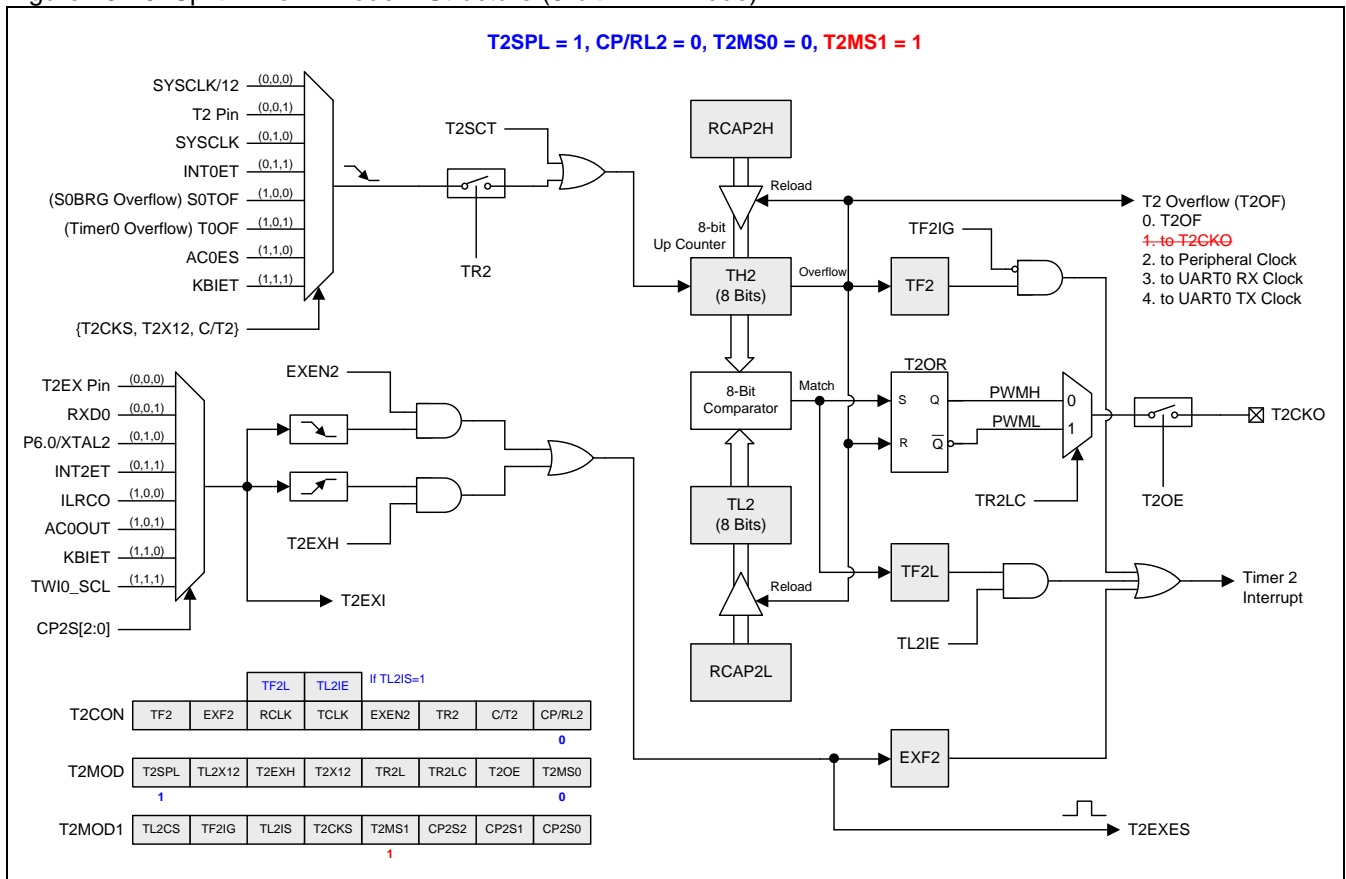 T2SPL = 1, CP/RL2 = 0, T2MS0 = 0, T2MS1 = 1
SYSCLK/12 (0,0,0)
T2 Pin (0,0,1)
SYSCLK (0,1,0)
INT0ET (0,1,1)
(S0BRG Overflow) S0TOF (1,0,0)
(Timer0 Overflow) T0OF (1,0,1)
AC0ES (1,1,0)
KBIET (1,1,1)
{T2CKS, T2X12, C/T2}
T2SCT
TR2
RCAP2H
Reload
8-bit
Up Counter
TH2
(8 Bits)
Overflow
TF2IG
TF2
T2 Overflow (T2OF)
0. T2OF
1. to T2CKO
2. to Peripheral Clock
3. to UART0 RX Clock
4. to UART0 TX Clock
T2EX Pin (0,0,0)
RXD0 (0,0,1)
P6.0/XTAL2 (0,1,0)
INT2ET (0,1,1)
ILRCO (1,0,0)
AC0OUT (1,0,1)
KBIET (1,1,0)
TWI0_SCL (1,1,1)
CP2S[2:0]
EXEN2
T2EXH
T2EXI
8-Bit
Comparator
Match
T2OR
S Q
R Q
PWMH
PWML
0
1
TR2LC
T2OE
T2CKO
TL2
(8 Bits)
Reload
RCAP2L
TF2L
TL2IE
Timer 2
Interrupt
EXF2
T2EXES
TF2L TL2IE If TL2IS=1
T2CON TF2 EXF2 RCLK TCLK EXEN2 TR2 C/T2 CP/RL2
0
T2MOD T2SPL TL2X12 T2EXH T2X12 TR2L TR2LC T2OE T2MS0
1 0
T2MOD1 TL2CS TF2IG TL2IS T2CKS T2MS1 CP2S2 CP2S1 CP2S0
1